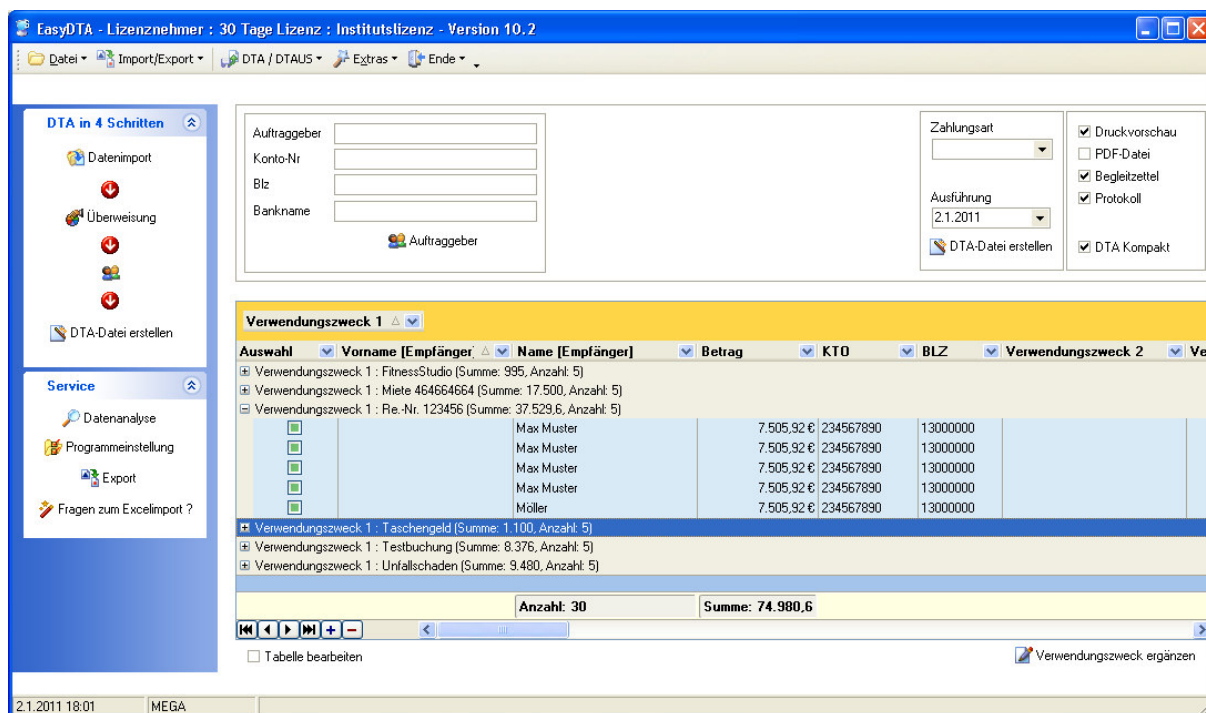 EasyDTA - Lizenznehmer : 30 Tage Lizenz : Institutslizenz - Version 10.2
Datei Import/Export DTA / DTAUS Extras Ende
DTA in 4 Schritten
Datenimport
Überweisung
DTA-Datei erstellen
Service
Datenanalyse
Programmeinstellung
Export
Fragen zum Excelimport ?
Auftraggeber
Konto-Nr
Blz
Bankname
Auftraggeber
Zahlungsart
Ausführung
2.1.2011
DTA-Datei erstellen
Druckvorschau
PDF-Datei
Begleitzettel
Protokoll
DTA Kompakt
Verwendungszweck 1
Auswahl Vorname [Empfänger] Name [Empfänger] Betrag KTO BLZ Verwendungszweck 2 Ve
Verwendungszweck 1 : FitnessStudio (Summe: 995, Anzahl: 5)
Verwendungszweck 1 : Miete 464664664 (Summe: 17.500, Anzahl: 5)
Verwendungszweck 1 : Re.-Nr. 123456 (Summe: 37.529,6, Anzahl: 5)
Max Muster 7.505,92 € 234567890 13000000
Max Muster 7.505,92 € 234567890 13000000
Max Muster 7.505,92 € 234567890 13000000
Max Muster 7.505,92 € 234567890 13000000
Möller 7.505,92 € 234567890 13000000
Verwendungszweck 1 : Taschengeld (Summe: 1.100, Anzahl: 5)
Verwendungszweck 1 : Testbuchung (Summe: 8.376, Anzahl: 5)
Verwendungszweck 1 : Unfallschaden (Summe: 9.480, Anzahl: 5)
Anzahl: 30 Summe: 74.980,6
Tabelle bearbeiten
Verwendungszweck ergänzen
2.1.2011 18:01 MEGA